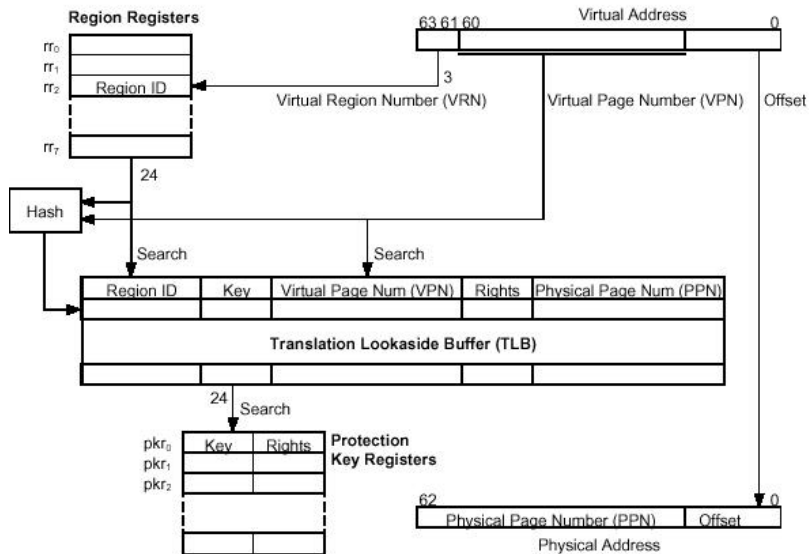 Region Registers
Virtual Address
63 61 60 0
rr0
rr1
rr2 Region ID
3
Virtual Region Number (VRN)
Virtual Page Number (VPN)
Offset
rr7
24
Hash
Search
Search
Region ID Key Virtual Page Num (VPN) Rights Physical Page Num (PPN)
Translation Lookaside Buffer (TLB)
24
Search
pkr0 Key Rights
pkr1
pkr2
Protection
Key Registers
62 0
Physical Page Number (PPN) Offset
Physical Address